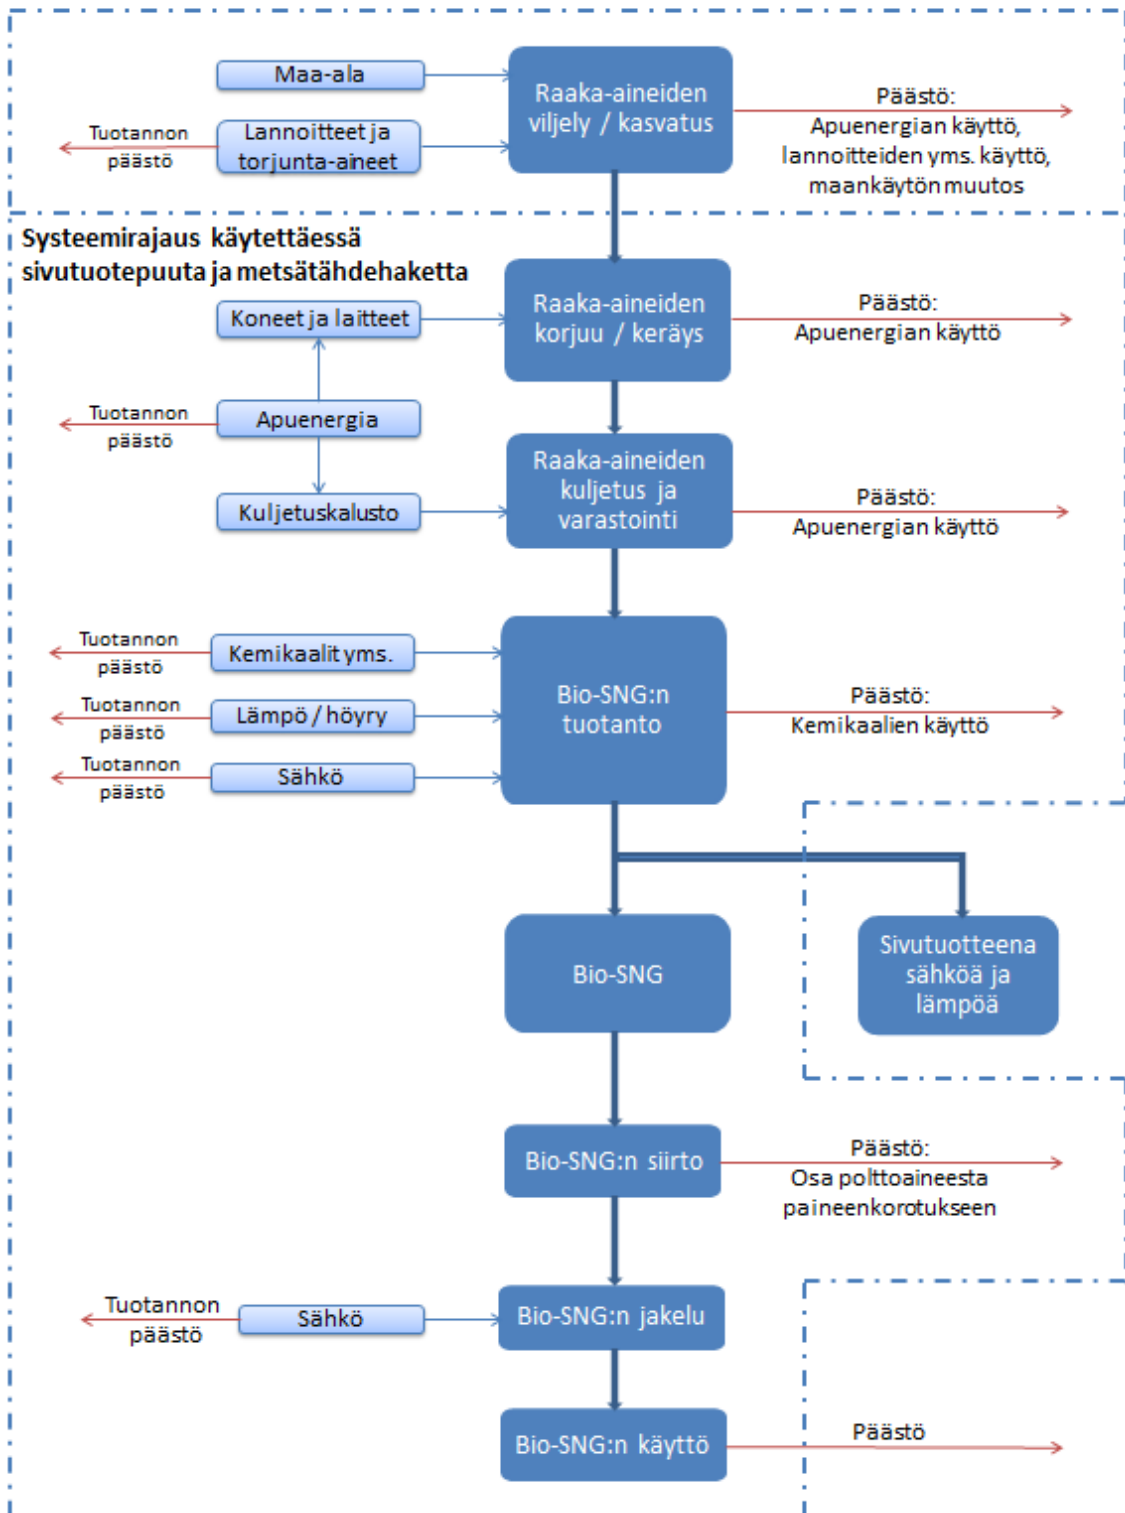 Maa-ala
Raaka-aineiden
viljely / kasvatus
Päästö:
Apuenergian käyttö,
lannoitteiden yms. käyttö,
maankäytön muutos
Tuotannon
päästö
Lannoitteet ja
torjunta-aineet
Systeemirajaus käytettäessä
sivutuotepuuta ja metsätähdehaketta
Koneet ja laitteet
Raaka-aineiden
korjuu / keräys
Päästö:
Apuenergian käyttö
Tuotannon
päästö
Apuenergia
Kuljetuskalusto
Raaka-aineiden
kuljetus ja
varastointi
Päästö:
Apuenergian käyttö
Tuotannon
päästö
Kemikaalit yms.
Tuotannon
päästö
Lämpö / höyry
Tuotannon
päästö
Sähkö
Bio-SNG:n
tuotanto
Päästö:
Kemikaalien käyttö
Bio-SNG
Sivutuotteena
sähköä ja
lämpöä
Bio-SNG:n siirto
Päästö:
Osa polttoaineesta
paineenkorotukseen
Tuotannon
päästö
Sähkö
Bio-SNG:n jakelu
Bio-SNG:n käyttö
Päästö